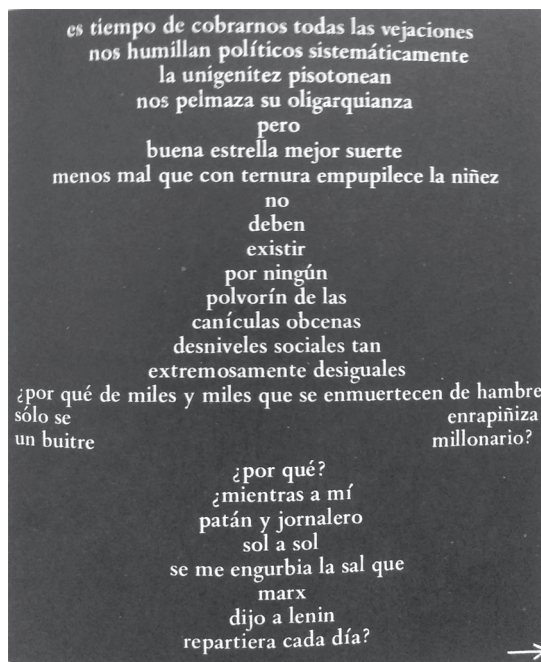 es tiempo de cobrarnos todas las vejaciones
nos humillan políticos sistemáticamente
la unigenitez pisotonean
nos pelmaza su oligarquianza
pero
buena estrella mejor suerte
menos mal que con ternura empupilece la niñez
no
deben
existir
por ningún
polvorín de las
canículas obcenas
desniveles sociales tan
extremosamente desiguales
¿por qué de miles y miles que se enmuertecen de hambre
sólo se enrapiñiza
un buitre millonario?
¿por qué?
¿mientras a mí
patán y jornalero
sol a sol
se me engurbia la sal que
marx
dijo a lenin
repartiera cada día?